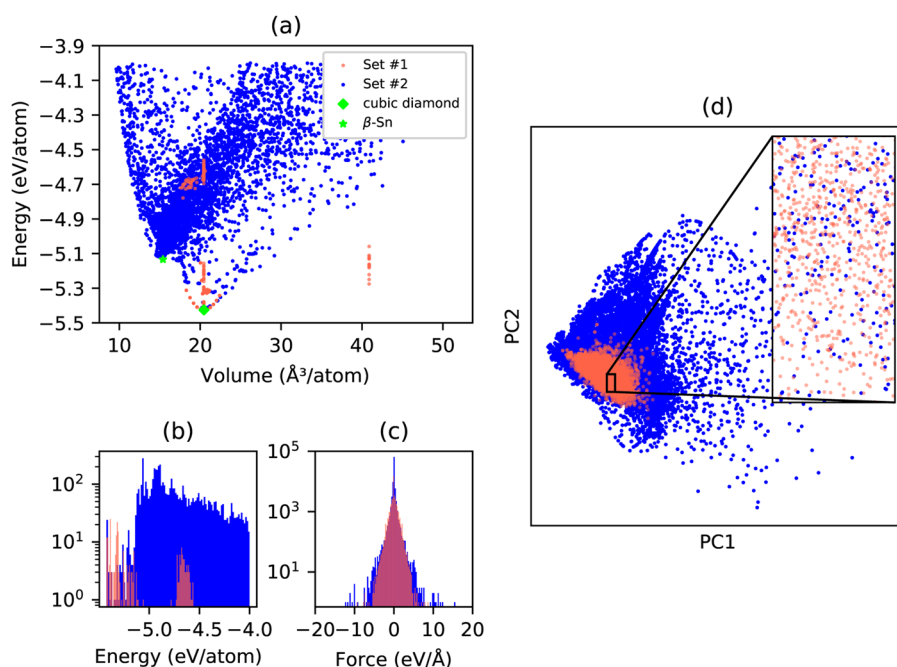 (a)
−3.9
−4.1
−4.3
−4.5
−4.7
−4.9
−5.1
−5.3
−5.5
Energy (eV/atom)
10 20 30 40 50
Volume (Å³/atom)
Set #1
Set #2
cubic diamond
β-Sn
(b)
10²
10¹
10⁰
−5.0 −4.5 −4.0
Energy (eV/atom)
(c)
10⁵
10³
10¹
−20 −10 0 10 20
Force (eV/Å)
(d)
PC2
PC1